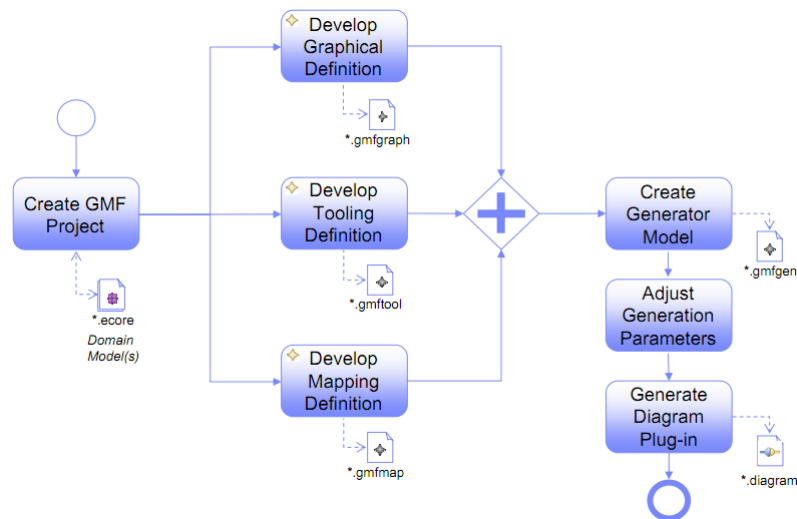 Develop
Graphical
Definition
*.gmfgraph
Create GMF
Project
*.ecore
Domain
Model(s)
Develop
Tooling
Definition
*.gmftool
Develop
Mapping
Definition
*.gmfmap
Create
Generator
Model
*.gmfgen
Adjust
Generation
Parameters
Generate
Diagram
Plug-in
*.diagram